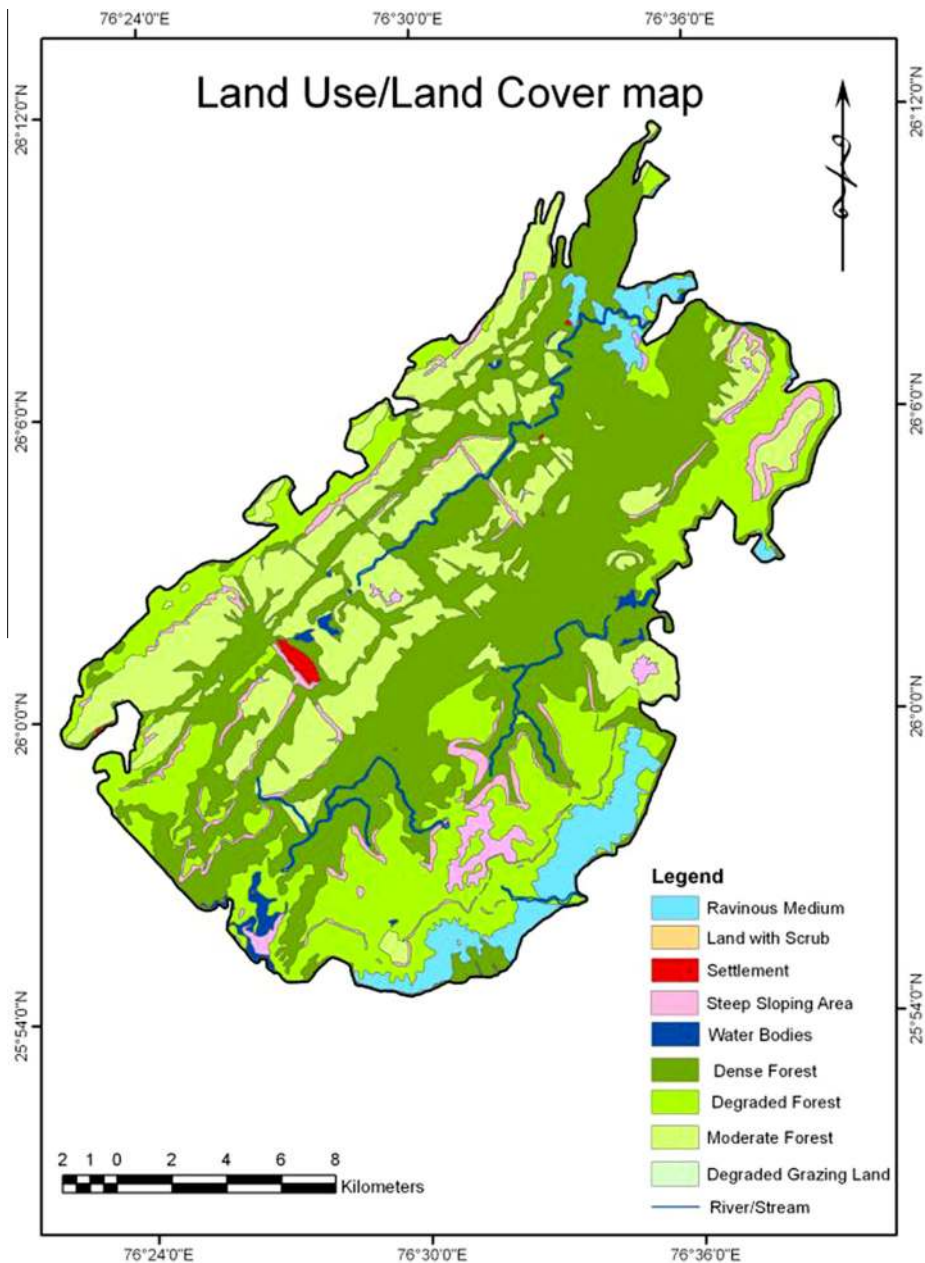 76°24'0"E 76°30'0"E 76°36'0"E
Land Use/Land Cover map
26°12'0"N 26°12'0"N
26°6'0"N 26°6'0"N
26°0'0"N 26°0'0"N
25°54'0"N 25°54'0"N
Legend
Ravinous Medium
Land with Scrub
Settlement
Steep Sloping Area
Water Bodies
Dense Forest
Degraded Forest
Moderate Forest
Degraded Grazing Land
River/Stream
2 1 0 2 4 6 8
Kilometers
76°24'0"E 76°30'0"E 76°36'0"E